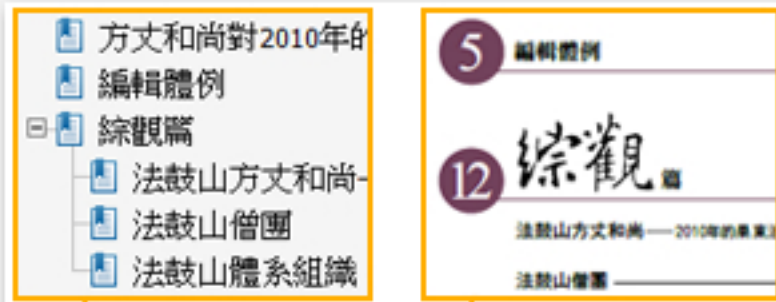 方丈和尚對2010年的
編輯體例
綜觀篇
法鼓山方丈和尚
法鼓山僧團
法鼓山體系組織
5 編輯體例
12 綜觀篇
法鼓山方丈和尚——2010年的果東
法鼓山僧團